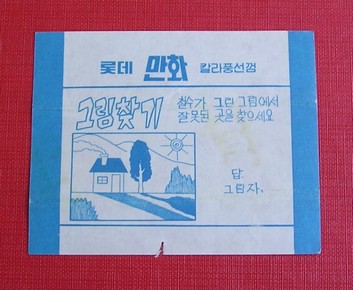 롯데 만화 칼라풍선껌
그림찾기
철수가 그린 그림에서
잘못된 곳을 찾으세요
답:
그림자.